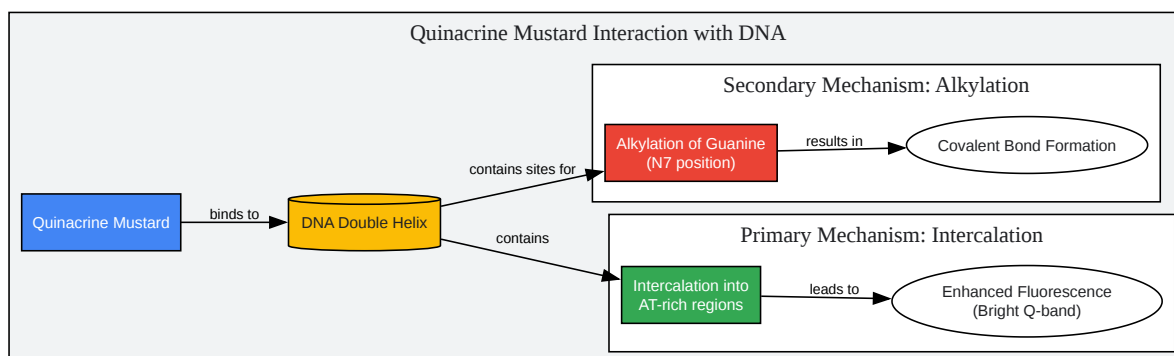 Quinacrine Mustard Interaction with DNA
Secondary Mechanism: Alkylation
Alkylation of Guanine
(N7 position)
results in
Covalent Bond Formation
contains sites for
Quinacrine Mustard
binds to
DNA Double Helix
contains
Primary Mechanism: Intercalation
Intercalation into
AT-rich regions
leads to
Enhanced Fluorescence
(Bright Q-band)